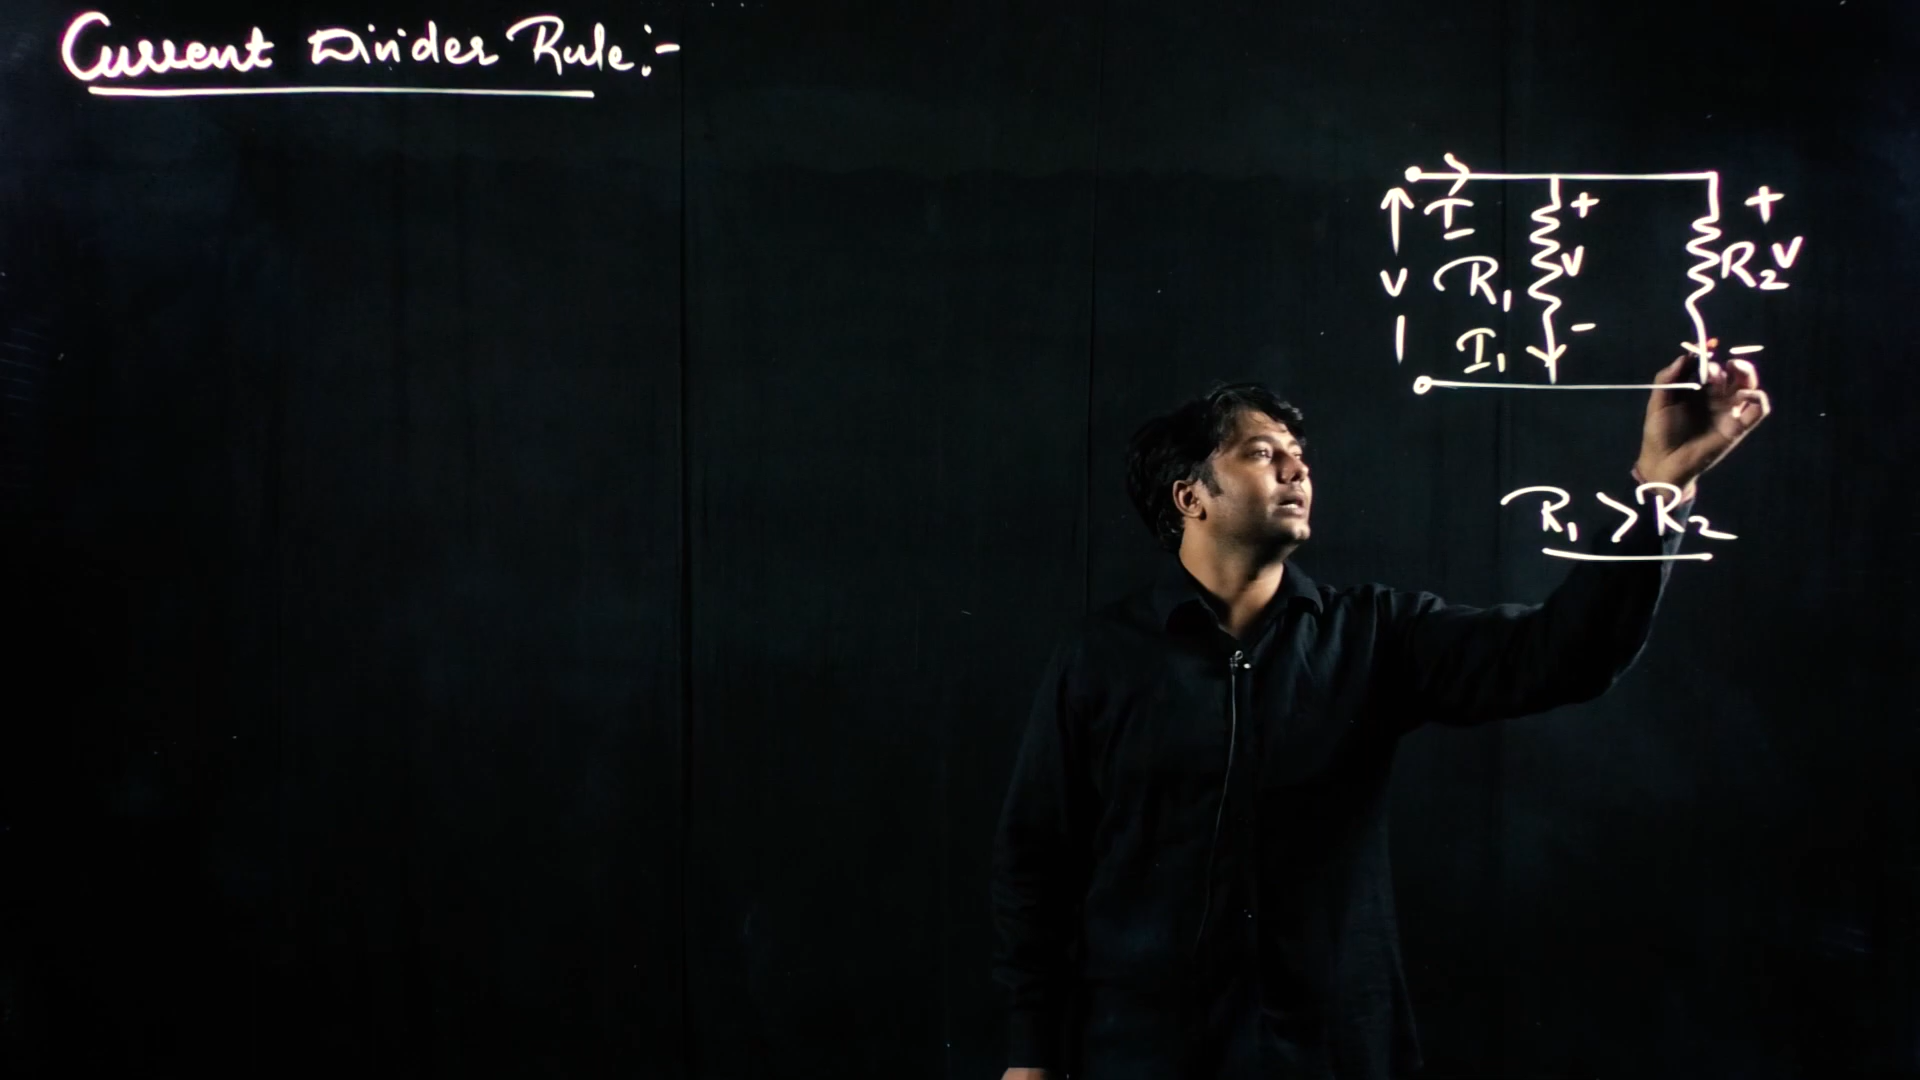 Current Divider Rule:-
+ +
I
V R₁ V R₂ V
I₁ - -
R₁ > R₂